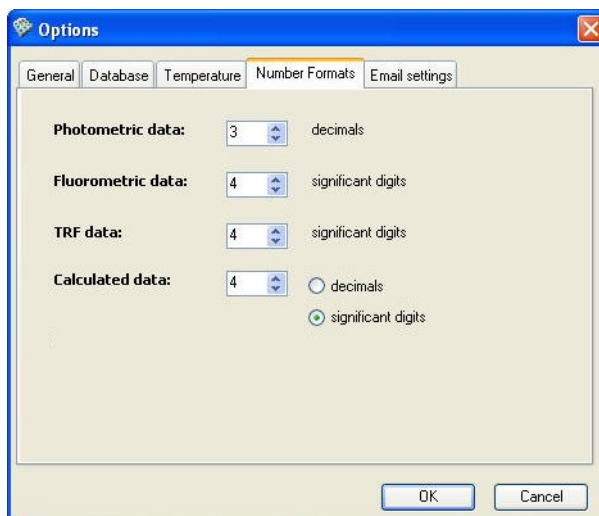 Options
General Database Temperature Number Formats Email settings
Photometric data: 3 decimals
Fluorometric data: 4 significant digits
TRF data: 4 significant digits
Calculated data: 4 decimals
significant digits
OK Cancel